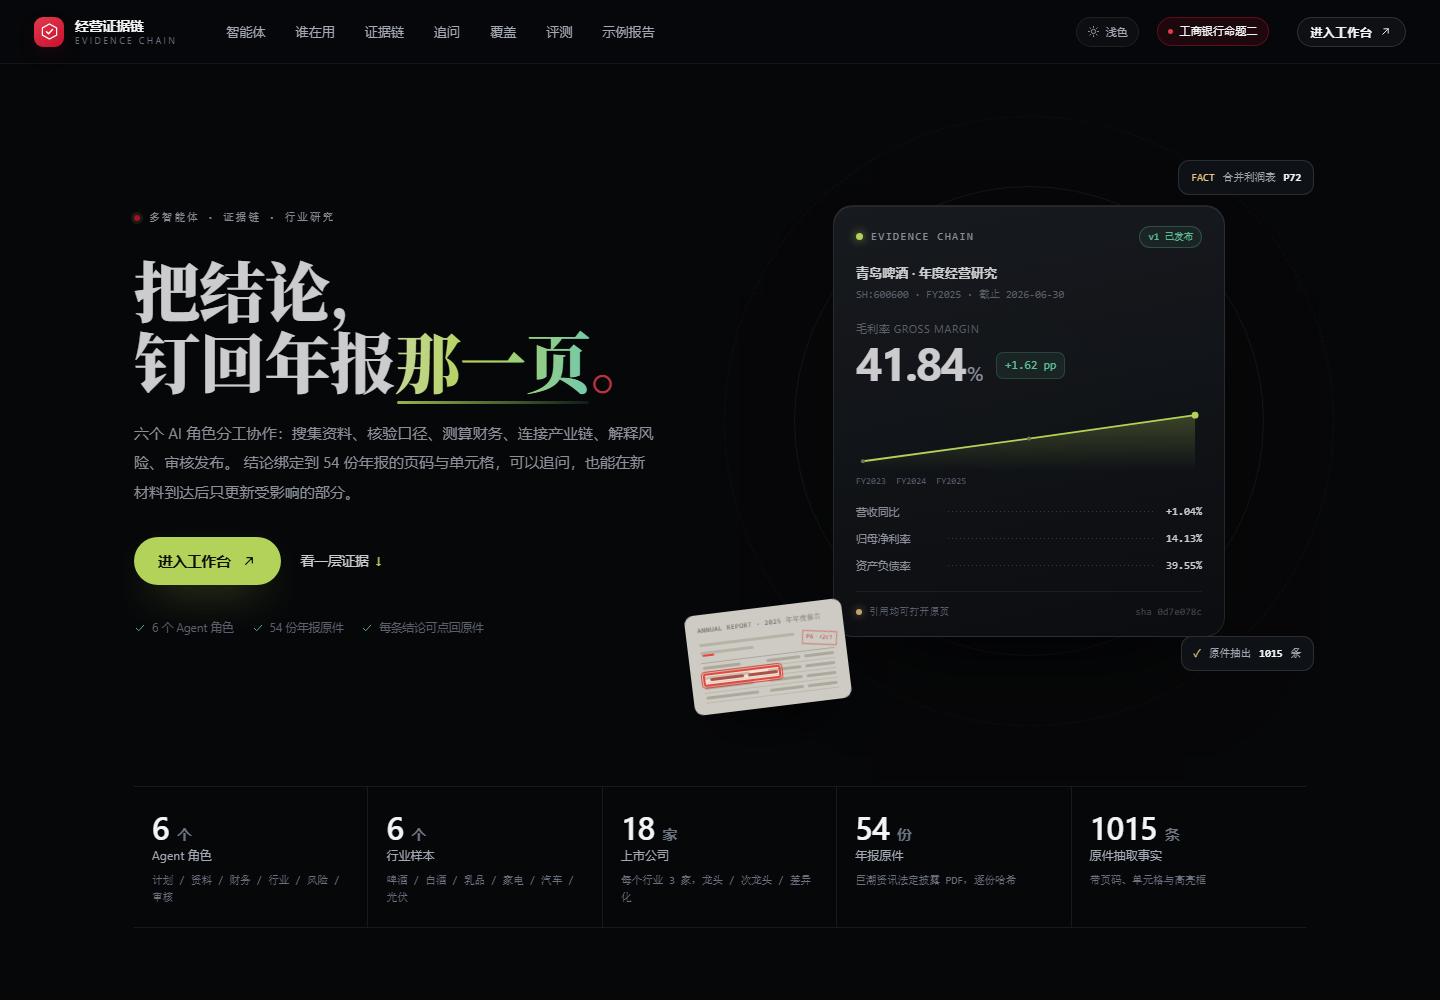 经营证据链
EVIDENCE CHAIN
智能体 谁在用 证据链 追问 覆盖 评测 示例报告
浅色
工商银行命题二
进入工作台 ↗
多智能体 · 证据链 · 行业研究
把结论，
钉回年报那一页。
六个 AI 角色分工协作：搜集资料、核验口径、测算财务、连接产业链、解释风
险、审核发布。 结论绑定到 54 份年报的页码与单元格，可以追问，也能在新
材料到达后只更新受影响的部分。
进入工作台 ↗
看一层证据 ↓
✓ 6 个 Agent 角色 ✓ 54 份年报原件 ✓ 每条结论可点回原件
FACT 合并利润表 P72
EVIDENCE CHAIN
v1 已发布
青岛啤酒 · 年度经营研究
SH:600600 · FY2025 · 截止 2026-06-30
毛利率 GROSS MARGIN
41.84%
+1.62 pp
FY2023 FY2024 FY2025
营收同比 +1.04%
归母净利率 14.13%
资产负债率 39.55%
引用均可打开原页
sha 0d7e078c
ANNUAL REPORT · 2025 年年度报告
✓ 原件抽出 1015 条
6 个
Agent 角色
计划 / 资料 / 财务 / 行业 / 风险 /
审核
6 个
行业样本
啤酒 / 白酒 / 乳品 / 家电 / 汽车 /
光伏
18 家
上市公司
每个行业 3 家，龙头 / 次龙头 / 差异
化
54 份
年报原件
巨潮资讯法定披露 PDF，逐份哈希
1015 条
原件抽取事实
带页码、单元格与高亮框